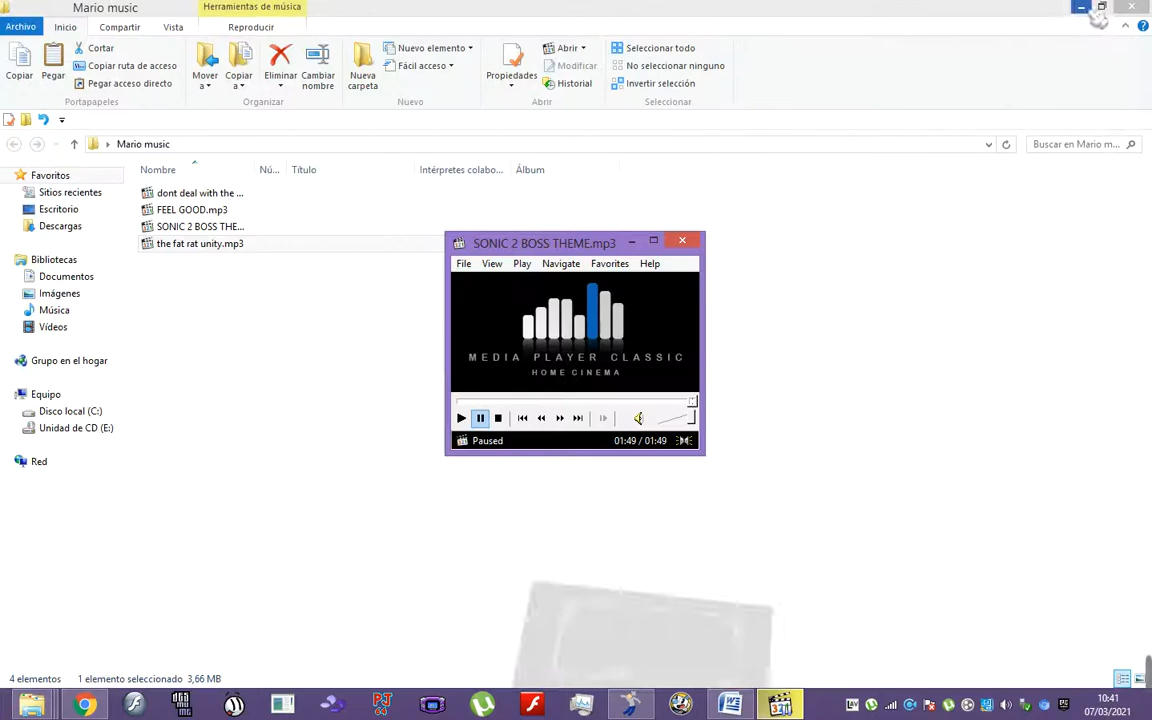 Mario music
Herramientas de música
Archivo Inicio Compartir Vista Reproducir
Copiar
Pegar
Cortar
Copiar ruta de acceso
Pegar acceso directo
Portapapeles
Mover a
Copiar a
Eliminar
Cambiar nombre
Organizar
Nueva carpeta
Nuevo elemento
Fácil acceso
Nuevo
Propiedades
Abrir
Modificar
Historial
Abrir
Seleccionar todo
No seleccionar ninguno
Invertir selección
Seleccionar
Mario music
Buscar en Mario m...
Nombre Nú... Título Intérpretes colabo... Álbum
dont deal with the ...
FEEL GOOD.mp3
SONIC 2 BOSS THE...
the fat rat unity.mp3
Favoritos
Sitios recientes
Escritorio
Descargas
Bibliotecas
Documentos
Imágenes
Música
Vídeos
Grupo en el hogar
Equipo
Disco local (C:)
Unidad de CD (E:)
Red
SONIC 2 BOSS THEME.mp3
File View Play Navigate Favorites Help
MEDIA PLAYER CLASSIC
HOME CINEMA
Paused 01:49 / 01:49
4 elementos 1 elemento seleccionado 3,66 MB
PJ 64
321
10:41
07/03/2021